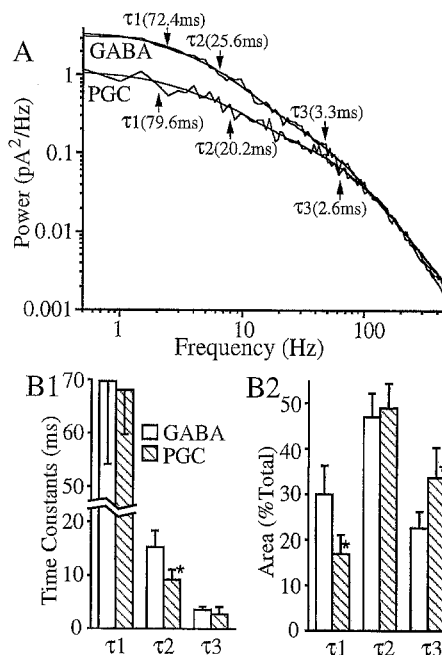 A
τ1(72.4ms)
GABA
τ2(25.6ms)
PGC
τ1(79.6ms)
τ2(20.2ms)
τ3(3.3ms)
τ3(2.6ms)
Power (pA²/Hz)
1
0.1
0.01
0.001
1 10 100
Frequency (Hz)
B1
Time Constants (ms)
70
60
50
20
10
0
GABA
PGC
*
τ1 τ2 τ3
B2
Area (%Total)
50
40
30
20
10
0
*
*
τ1 τ2 τ3